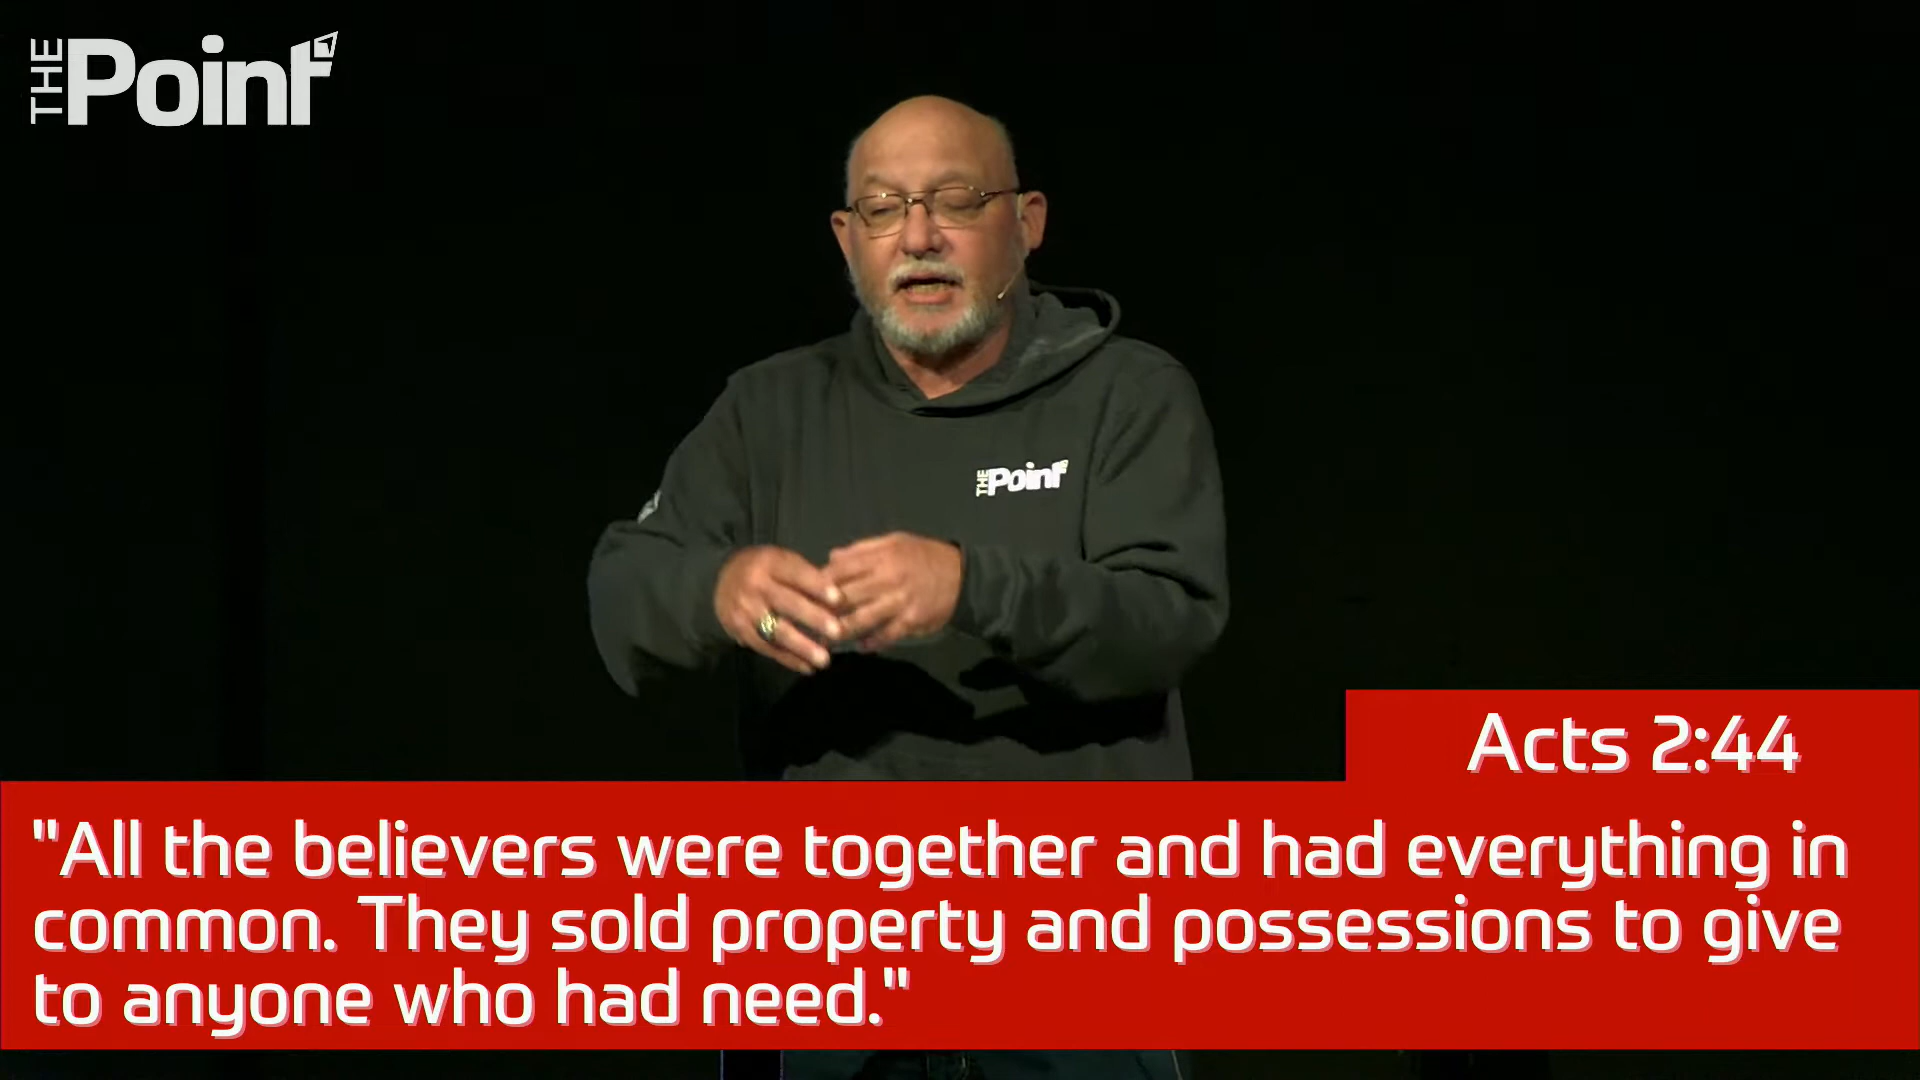 THE Point
THE Point
Acts 2:44
"All the believers were together and had everything in
common. They sold property and possessions to give
to anyone who had need."